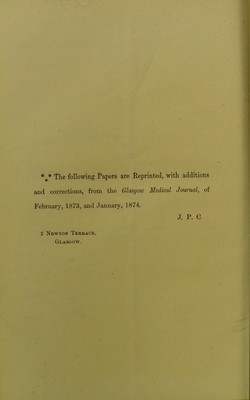 *** The following Papers are Reprinted, with additions
and corrections, from the Glasgow Medical Journal, of
February, 1873, and January, 1874.
J. P. C.
2 Newton Terrace,
Glasgow.